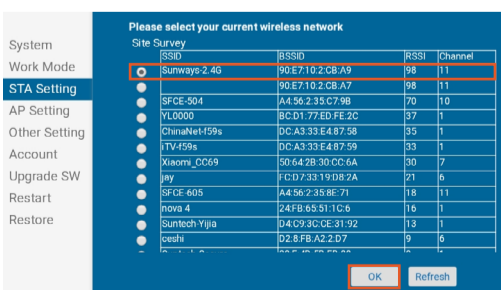 Please select your current wireless network
System
Work Mode
STA Setting
AP Setting
Other Setting
Account
Upgrade SW
Restart
Restore
Site Survey
SSID BSSID RSSI Channel
Sunways-2.4G 90:E7:10:2:CB:A9 98 11
90:E7:10:2:CB:A7 98 11
SFCE-504 A4:56:2:35:C7:9B 70 10
YL0000 BC:D1:77:ED:FE:2C 37 1
ChinaNet-f59s DC:A3:33:E4:87:58 35 1
iTV-f59s DC:A3:33:E4:87:59 33 1
Xiaomi_CC69 50:64:2B:30:CC:6A 30 7
jay FC:D7:33:19:D8:2A 21 6
SFCE-605 A4:56:2:35:8E:71 18 11
nova 4 24:FB:65:51:1C:6 16 1
Suntech-Yijia D4:C9:3C:CE:31:92 13 1
ceshi D2:8:FB:A2:2:D7 9 6
OK Refresh